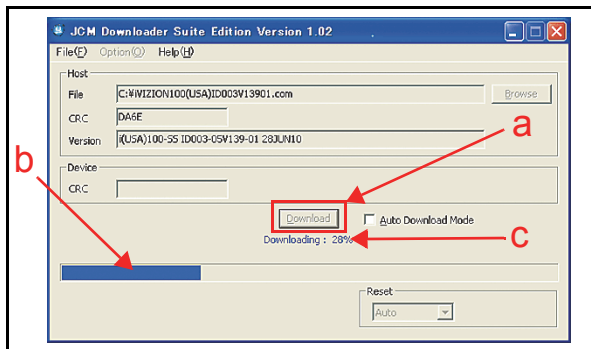 JCM Downloader Suite Edition Version 1.02
File(F) Option(O) Help(H)
Host
File C:¥iVIZION100(USA)ID003V13901.com Browse
CRC DA6E
Version i(USA)100-SS ID003-05V139-01 28JUN10
Device
CRC
Download Auto Download Mode
Downloading : 28%
Reset
Auto
a
b
c